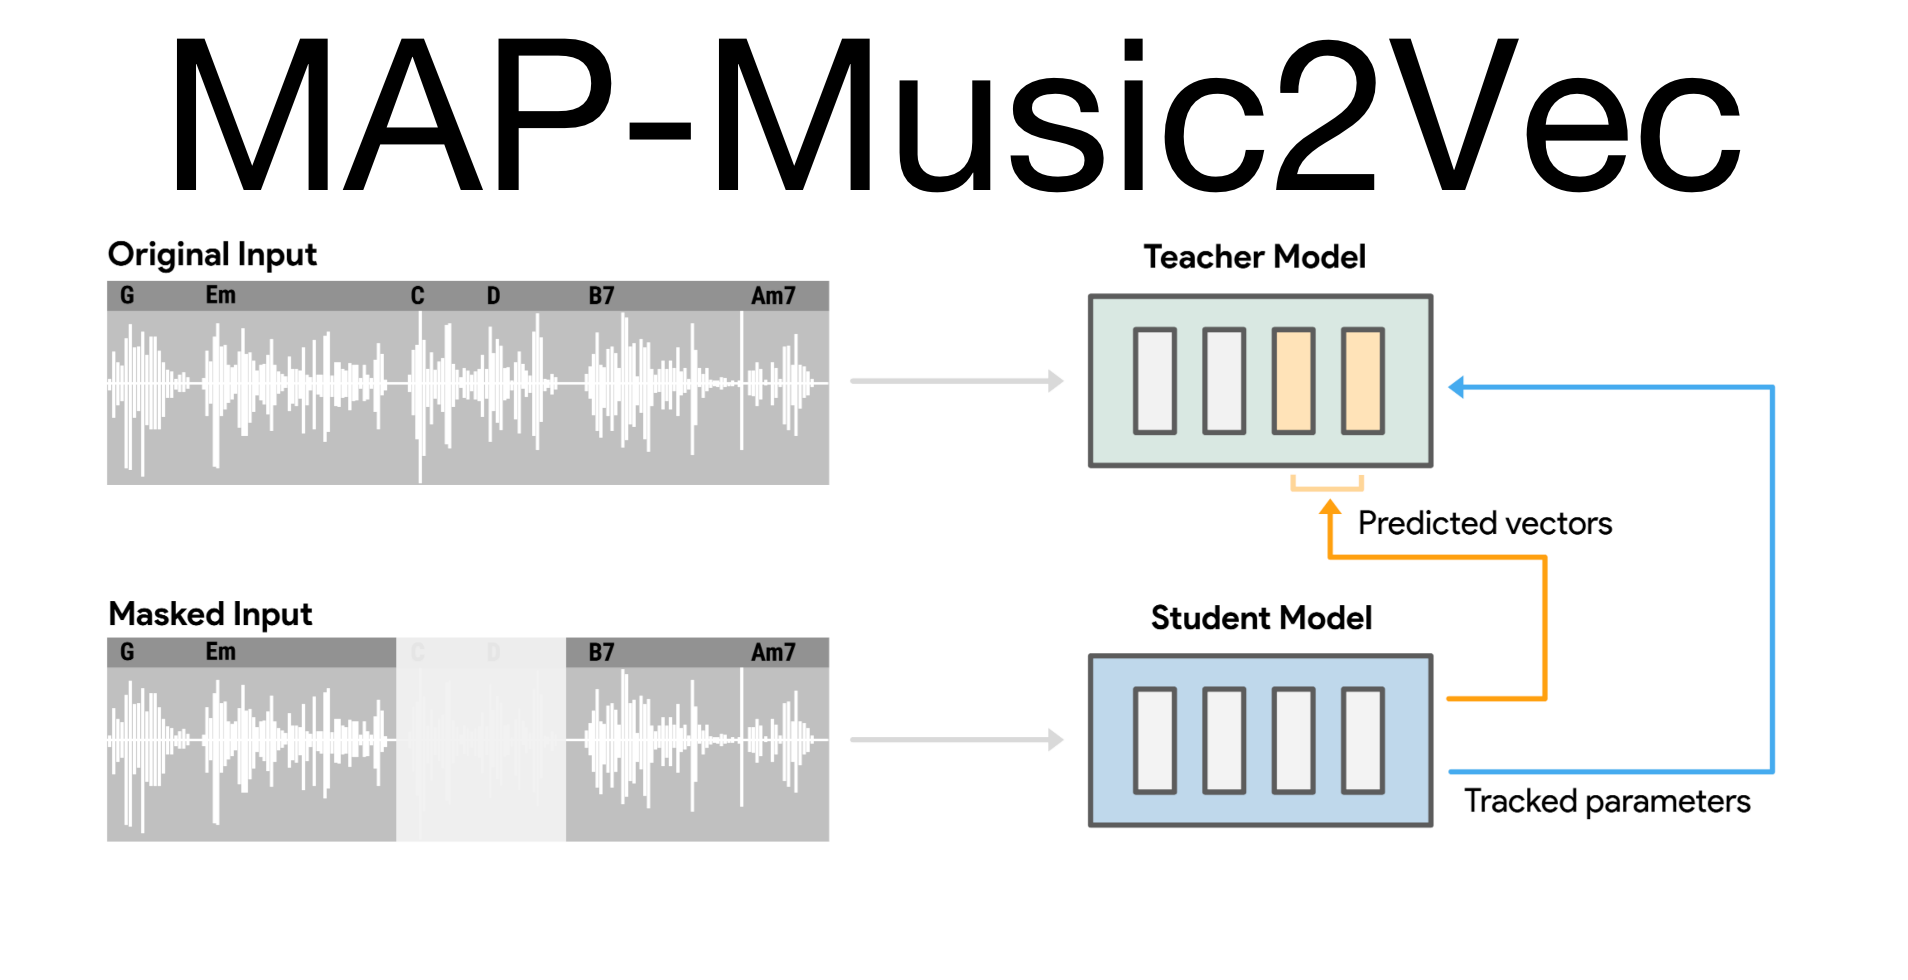 MAP-Music2Vec
Original Input
Teacher Model
G Em C D B7 Am7
Predicted vectors
Masked Input
Student Model
G Em C D B7 Am7
Tracked parameters